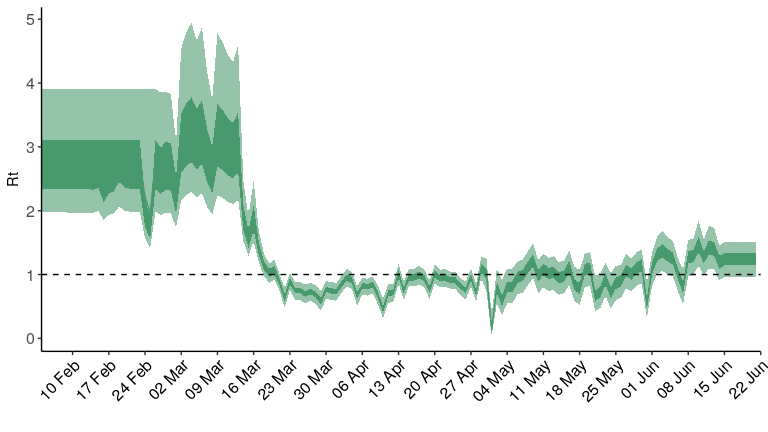 5
4
3
2
1
0
Rt
10 Feb
17 Feb
24 Feb
02 Mar
09 Mar
16 Mar
23 Mar
30 Mar
06 Apr
13 Apr
20 Apr
27 Apr
04 May
11 May
18 May
25 May
01 Jun
08 Jun
15 Jun
22 Jun